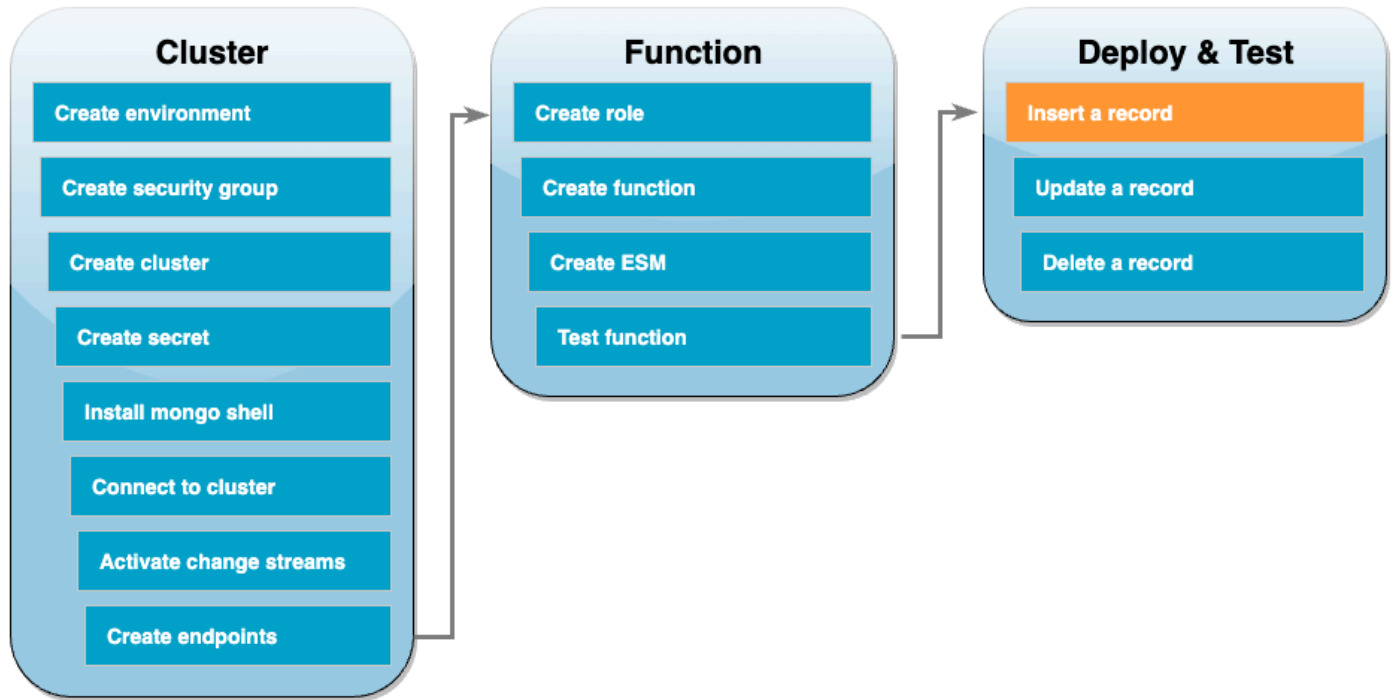 Cluster
Create environment
Create security group
Create cluster
Create secret
Install mongo shell
Connect to cluster
Activate change streams
Create endpoints
Function
Create role
Create function
Create ESM
Test function
Deploy & Test
Insert a record
Update a record
Delete a record